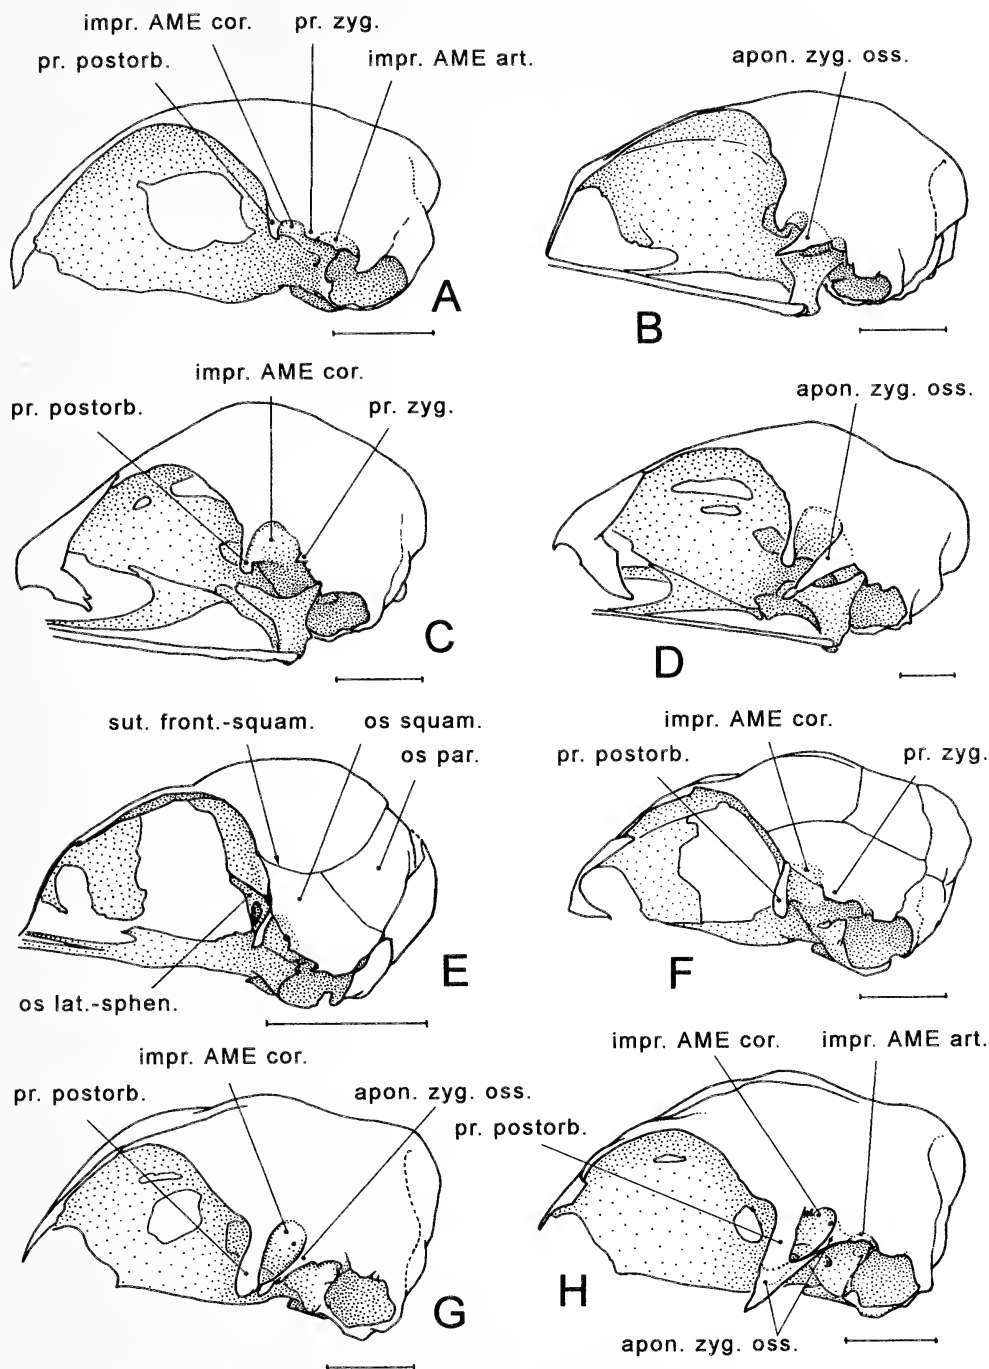 impr. AME cor.
pr. zyg.
pr. postorb.
impr. AME art.
apon. zyg. oss.
A
B
impr. AME cor.
pr. postorb.
pr. zyg.
apon. zyg. oss.
C
D
sut. front.-squam.
os squam.
os par.
impr. AME cor.
pr. postorb.
pr. zyg.
os lat.-sphen.
E
F
impr. AME cor.
pr. postorb.
apon. zyg. oss.
impr. AME cor.
impr. AME art.
pr. postorb.
G
H
apon. zyg. oss.